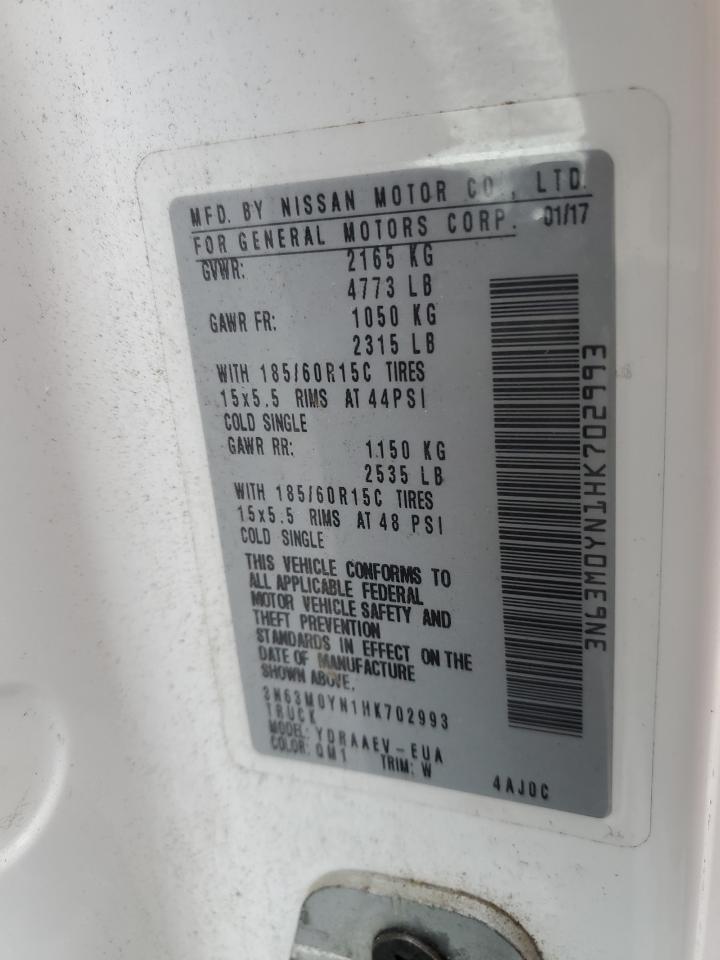 MFD. BY NISSAN MOTOR CO., LTD.
FOR GENERAL MOTORS CORP. 01/17
GVWR: 2165 KG
4773 LB
GAWR FR: 1050 KG
2315 LB
WITH 185/60R15C TIRES
15x5.5 RIMS AT 44PSI
COLD SINGLE
GAWR RR: 1150 KG
2535 LB
WITH 185/60R15C TIRES
15x5.5 RIMS AT 48 PSI
COLD SINGLE
THIS VEHICLE CONFORMS TO
ALL APPLICABLE FEDERAL
MOTOR VEHICLE SAFETY AND
THEFT PREVENTION
STANDARDS IN EFFECT ON THE
DATE OF MANUFACTURE
SHOWN ABOVE.
3N63M0YN1HK702993
TRUCK
MODEL: YDRAAEV-EUA
COLOR: QM1 TRIM: W
4AJ0C
3N63M0YN1HK702993